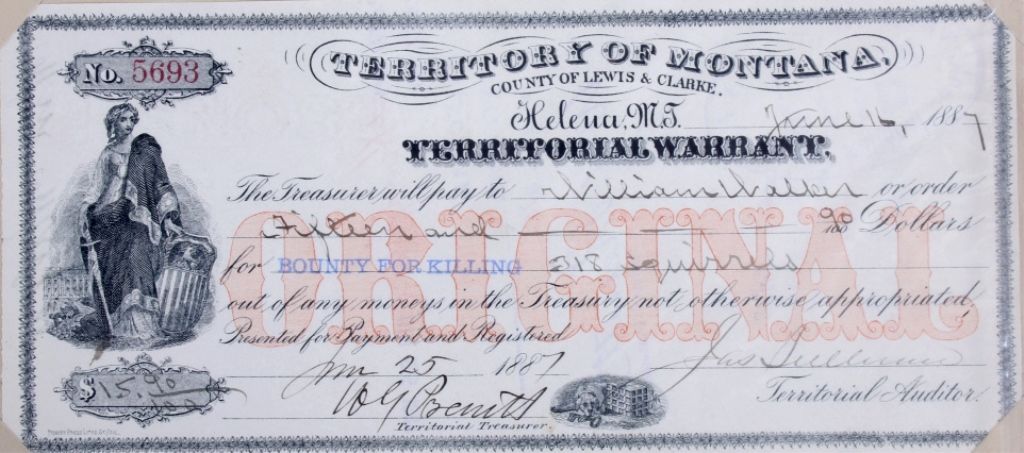 No. 5693
TERRITORY OF MONTANA,
COUNTY OF LEWIS & CLARKE.
Helena, M.T. June 16, 1887
TERRITORIAL WARRANT.
The Treasurer will pay to William Walker or order
Fifteen and 90/100 Dollars
for BOUNTY FOR KILLING 318 squirrels
out of any moneys in the Treasury not otherwise appropriated,
ORIGINAL
Presented for Payment and Registered
25 1887
Jas Sullivan
Territorial Auditor.
$15.90
Territorial Treasurer.